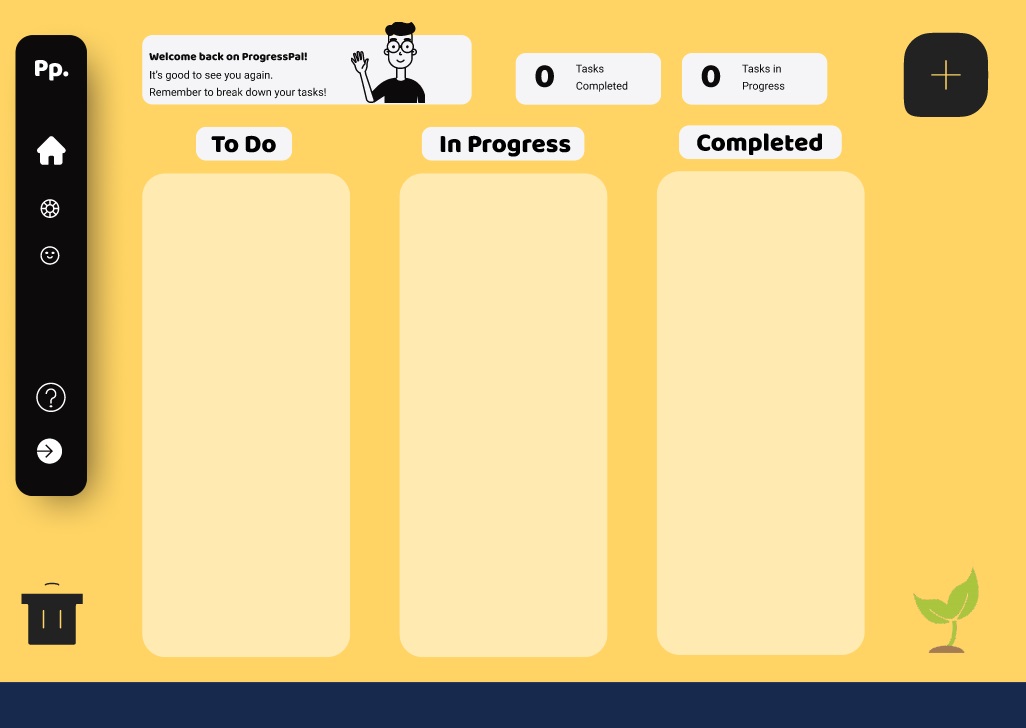 Pp.
Welcome back on ProgressPal!
It's good to see you again.
Remember to break down your tasks!
0
Tasks
Completed
0
Tasks in
Progress
To Do
In Progress
Completed
?